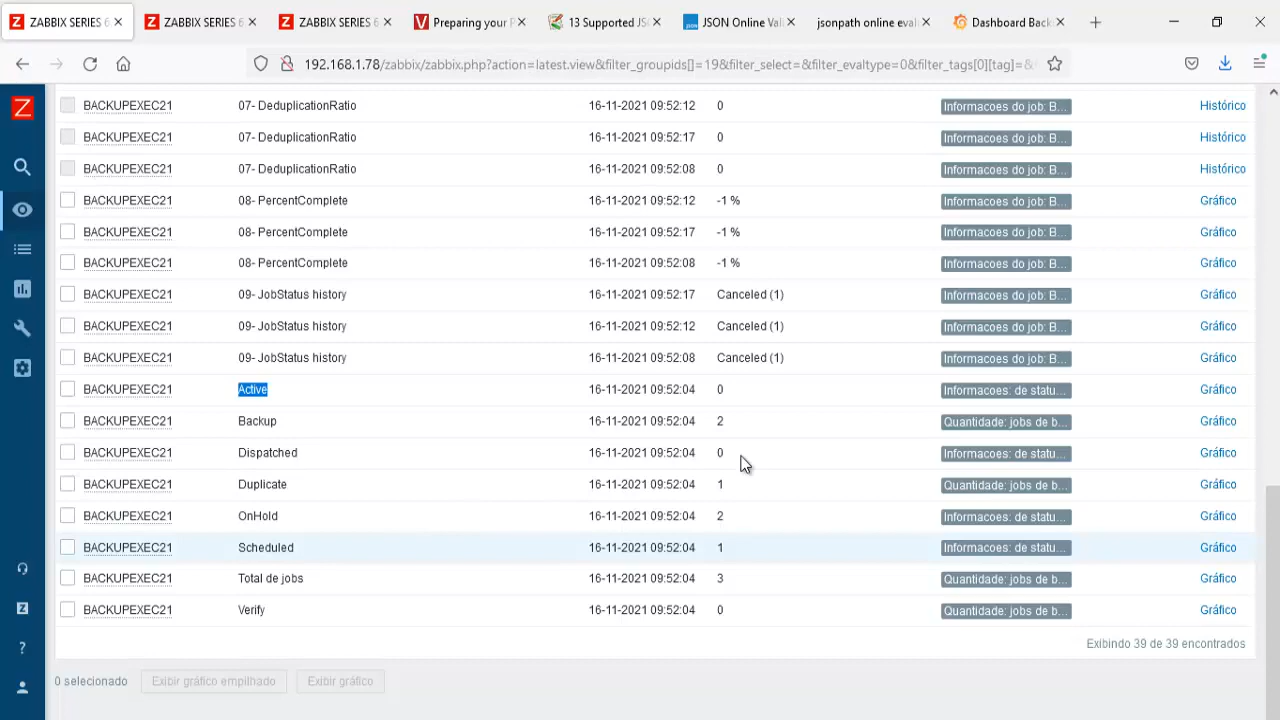 ZABBIX SERIES 6
ZABBIX SERIES 6
ZABBIX SERIES 6
Preparing your P
13 Supported JS
JSON Online Vali
jsonpath online eval
Dashboard Back
192.168.1.78/zabbix/zabbix.php?action=latest.view&filter_groupids[]=19&filter_select=&filter_evaltype=0&filter_tags[0][tag]=&
BACKUPEXEC21 07- DeduplicationRatio 16-11-2021 09:52:12 0 Informacoes do job: B... Histórico
BACKUPEXEC21 07- DeduplicationRatio 16-11-2021 09:52:17 0 Informacoes do job: B... Histórico
BACKUPEXEC21 07- DeduplicationRatio 16-11-2021 09:52:08 0 Informacoes do job: B... Histórico
BACKUPEXEC21 08- PercentComplete 16-11-2021 09:52:12 -1 % Informacoes do job: B... Gráfico
BACKUPEXEC21 08- PercentComplete 16-11-2021 09:52:17 -1 % Informacoes do job: B... Gráfico
BACKUPEXEC21 08- PercentComplete 16-11-2021 09:52:08 -1 % Informacoes do job: B... Gráfico
BACKUPEXEC21 09- JobStatus history 16-11-2021 09:52:17 Canceled (1) Informacoes do job: B... Gráfico
BACKUPEXEC21 09- JobStatus history 16-11-2021 09:52:12 Canceled (1) Informacoes do job: B... Gráfico
BACKUPEXEC21 09- JobStatus history 16-11-2021 09:52:08 Canceled (1) Informacoes do job: B... Gráfico
BACKUPEXEC21 Active 16-11-2021 09:52:04 0 Informacoes: de statu... Gráfico
BACKUPEXEC21 Backup 16-11-2021 09:52:04 2 Quantidade: jobs de b... Gráfico
BACKUPEXEC21 Dispatched 16-11-2021 09:52:04 0 Informacoes: de statu... Gráfico
BACKUPEXEC21 Duplicate 16-11-2021 09:52:04 1 Quantidade: jobs de b... Gráfico
BACKUPEXEC21 OnHold 16-11-2021 09:52:04 2 Informacoes: de statu... Gráfico
BACKUPEXEC21 Scheduled 16-11-2021 09:52:04 1 Informacoes: de statu... Gráfico
BACKUPEXEC21 Total de jobs 16-11-2021 09:52:04 3 Quantidade: jobs de b... Gráfico
BACKUPEXEC21 Verify 16-11-2021 09:52:04 0 Quantidade: jobs de b... Gráfico
Exibindo 39 de 39 encontrados
0 selecionado Exibir gráfico empilhado Exibir gráfico